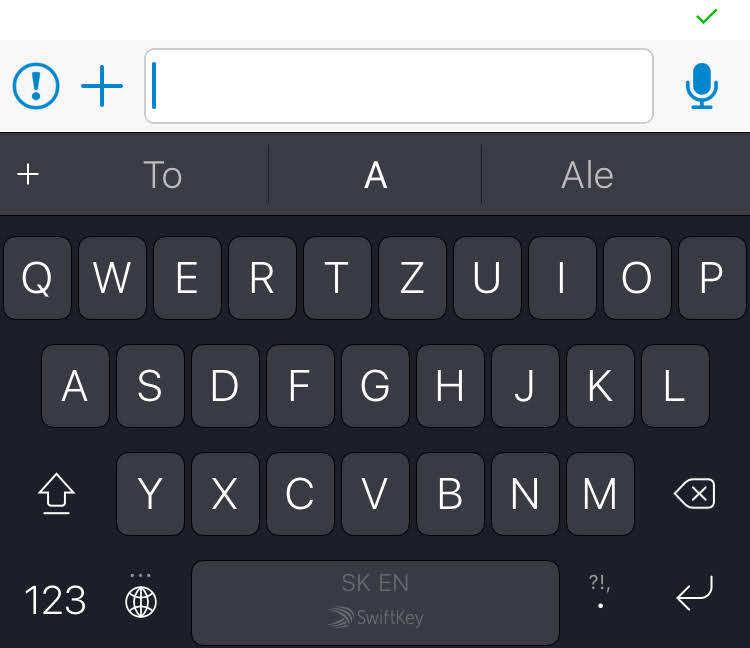 To A Ale
Q W E R T Z U I O P
A S D F G H J K L
Y X C V B N M
123 SK EN ?!, .
SwiftKey